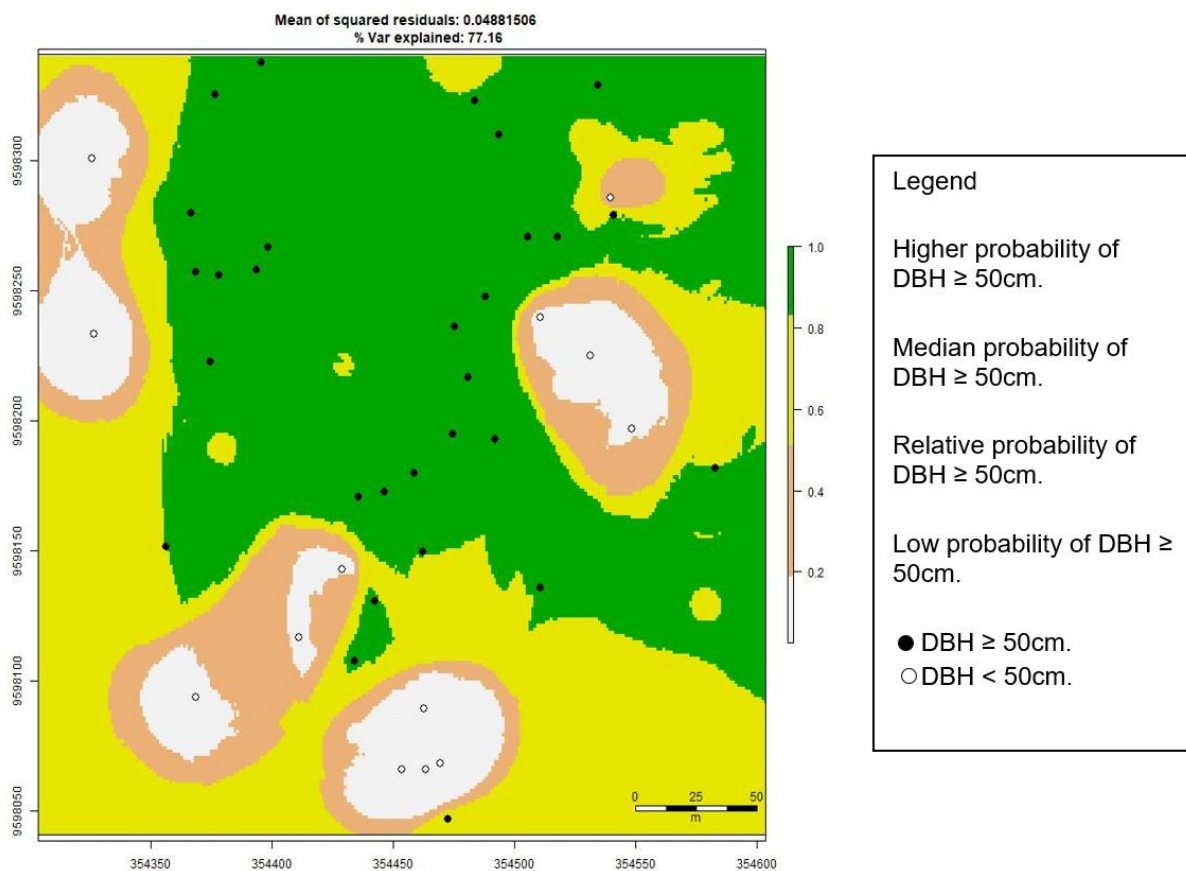 Mean of squared residuals: 0.04881506
% Var explained: 77.16
9598300
9598250
9598200
9598150
9598100
9598050
354350
354400
354450
354500
354550
354600
0
25
50
m
1.0
0.8
0.6
0.4
0.2
Legend
Higher probability of
DBH ≥ 50cm.
Median probability of
DBH ≥ 50cm.
Relative probability of
DBH ≥ 50cm.
Low probability of DBH ≥
50cm.
DBH ≥ 50cm.
DBH < 50cm.